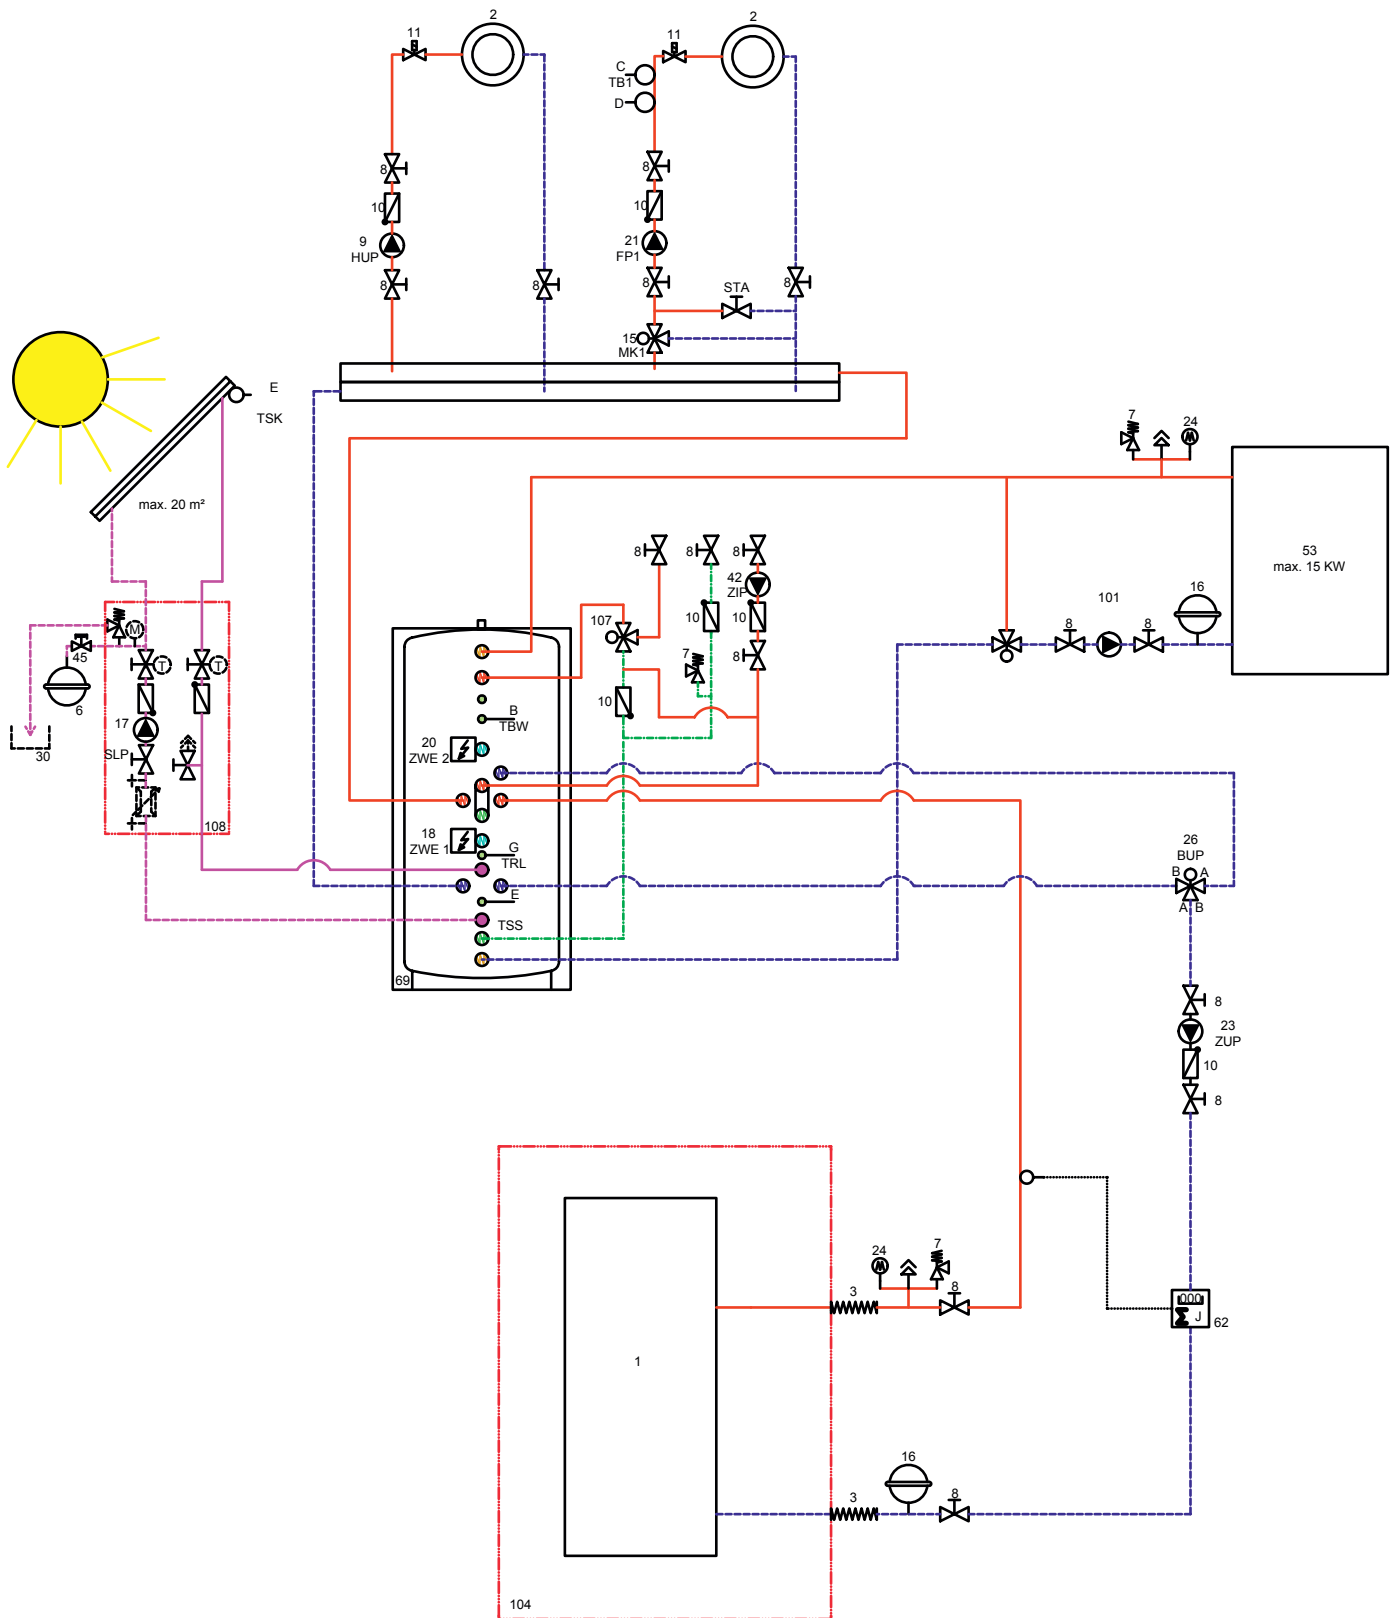 2
2
11
11
C
TB1
D
8
8
10
10
9
HUP
21
FP1
8
8
8
8
STA
15
MK1
E
TSK
max. 20 m²
7
24
53
max. 15 KW
8
8
8
42
ZIP
16
101
107
10
10
8
8
M
45
T
T
7
8
10
6
17
B
TBW
30
SLP
20
ZWE 2
108
18
ZWE 1
G
TRL
26
BUP
B
A
A
B
E
TSS
69
8
23
ZUP
10
8
24
7
3
8
000
Σ J
62
1
16
3
8
104